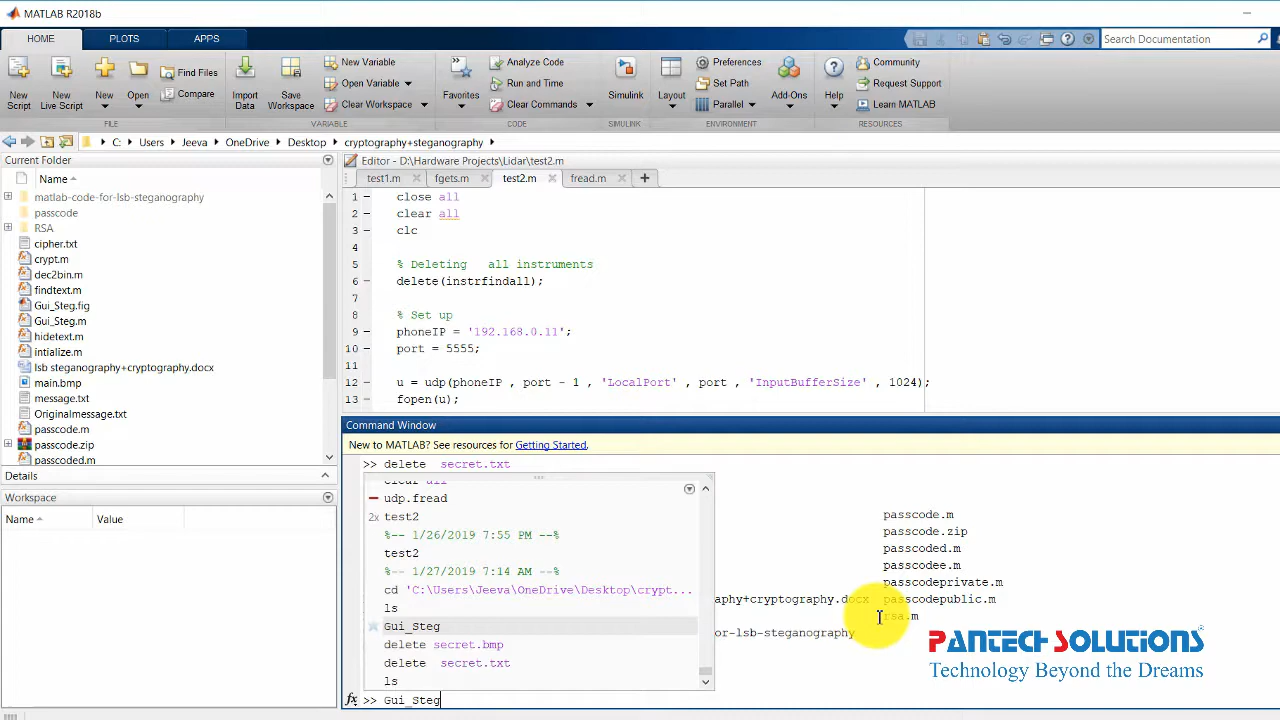 MATLAB R2018b
HOME
PLOTS
APPS
Search Documentation
New Script
New Live Script
New
Open
Find Files
Compare
Import Data
Save Workspace
New Variable
Open Variable
Clear Workspace
Favorites
Analyze Code
Run and Time
Clear Commands
Simulink
Layout
Preferences
Set Path
Parallel
Add-Ons
Help
Community
Request Support
Learn MATLAB
FILE
VARIABLE
CODE
SIMULINK
ENVIRONMENT
RESOURCES
C: Users Jeeva OneDrive Desktop cryptography+steganography
Current Folder
Name
matlab-code-for-lsb-steganography
passcode
RSA
cipher.txt
crypt.m
dec2bin.m
findtext.m
Gui_Steg.fig
Gui_Steg.m
hidetext.m
intialize.m
lsb steganography+cryptography.docx
main.bmp
message.txt
Originalmessage.txt
passcode.m
passcode.zip
passcoded.m
Details
Workspace
Name
Value
Editor - D:\Hardware Projects\Lidar\test2.m
test1.m
fgets.m
test2.m
fread.m
1 close all
2 clear all
3 clc
4
5 % Deleting all instruments
6 delete(instrfindall);
7
8 % Set up
9 phoneIP = '192.168.0.11';
10 port = 5555;
11
12 u = udp(phoneIP , port - 1 , 'LocalPort' , port , 'InputBufferSize' , 1024);
13 fopen(u);
Command Window
New to MATLAB? See resources for Getting Started.
>> delete secret.txt
clear all
udp.fread
2x test2
%-- 1/26/2019 7:55 PM --%
test2
%-- 1/27/2019 7:14 AM --%
cd 'C:\Users\Jeeva\OneDrive\Desktop\crypt...
ls
Gui_Steg
delete secret.bmp
delete secret.txt
ls
passcode.m
passcode.zip
passcoded.m
passcodee.m
passcodeprivate.m
aphy+cryptography.docx passcodepublic.m
rsa.m
or-lsb-steganography
fx >> Gui_Steg
PANTECH SOLUTIONS
Technology Beyond the Dreams